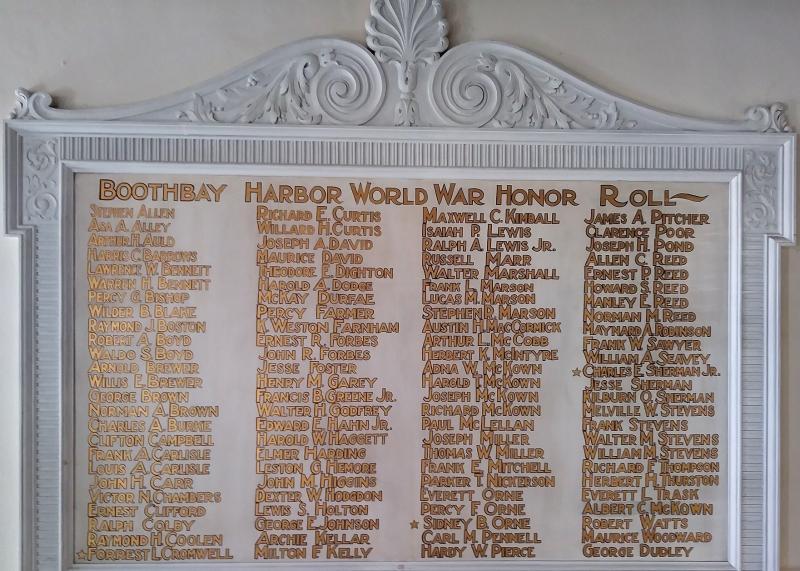 BOOTHBAY HARBOR WORLD WAR HONOR ROLL
STEPHEN ALLEN
ASA A. ALLEY
ARTHUR H. AULD
HARRIS C. BARROWS
LAWRENCE W. BENNETT
WARREN H. BENNETT
PERCY G. BISHOP
WILDER B. BLAKE
RAYMOND J. BOSTON
ROBERT A. BOYD
WALDO S. BOYD
ARNOLD BREWER
WILLIS E. BREWER
GEORGE BROWN
NORMAN A. BROWN
CHARLES A. BURKE
CLIFTON CAMPBELL
FRANK A. CARLISLE
LOUIS A. CARLISLE
JOHN H. CARR
VICTOR N. CHAMBERS
ERNEST CLIFFORD
RALPH COLBY
RAYMOND H. COOLEN
☆FORREST L. CROMWELL
RICHARD E. CURTIS
WILLARD H. CURTIS
JOSEPH A. DAVID
MAURICE DAVID
THEODORE E. DIGHTON
HAROLD A. DODGE
MCKAY DURFAE
PERCY FARMER
K. WESTON FARNHAM
ERNEST R. FORBES
JOHN R. FORBES
JESSE FOSTER
HENRY M. GAREY
FRANCIS B. GREENE JR.
WALTER H. GODFREY
EDWARD E. HAHN JR.
HAROLD W. HAGGETT
ELMER HARDING
LESTON G. HEMORE
JOHN M. HIGGINS
DEXTER W. HODGDON
LEWIS S. HOLTON
GEORGE E. JOHNSON
ARCHIE KELLAR
MILTON F. KELLY
MAXWELL C. KIMBALL
ISAIAH P. LEWIS
RALPH A. LEWIS JR.
RUSSELL MARR
WALTER MARSHALL
FRANK L. MARSON
LUCAS M. MARSON
STEPHEN R. MARSON
AUSTIN H. MACCORMICK
ARTHUR L. MCCOBB
HERBERT K. MCINTYRE
ADNA W. MCKOWN
HAROLD T. MCKOWN
JOSEPH MCKOWN
RICHARD MCKOWN
PAUL MCLELLAN
JOSEPH MILLER
THOMAS W. MILLER
FRANK E. MITCHELL
PARKER T. NICKERSON
EVERETT ORNE
PERCY F. ORNE
☆SIDNEY B. ORNE
CARL M. PENNELL
HARDY W. PIERCE
JAMES A. PITCHER
CLARENCE POOR
JOSEPH H. POND
ALLEN C. REED
ERNEST P. REED
HOWARD S. REED
MANLEY E. REED
NORMAN M. REED
MAYNARD A. ROBINSON
FRANK W. SAWYER
WILLIAM A. SEAVEY
☆CHARLES E. SHERMAN JR.
JESSE SHERMAN
KILBURN O. SHERMAN
MELVILLE W. STEVENS
FRANK STEVENS
WALTER M. STEVENS
WILLIAM M. STEVENS
RICHARD F. THOMPSON
HERBERT H. THURSTON
EVERETT L. TRASK
ALBERT C. MCKOWN
ROBERT WATTS
MAURICE WOODWARD
GEORGE DUDLEY